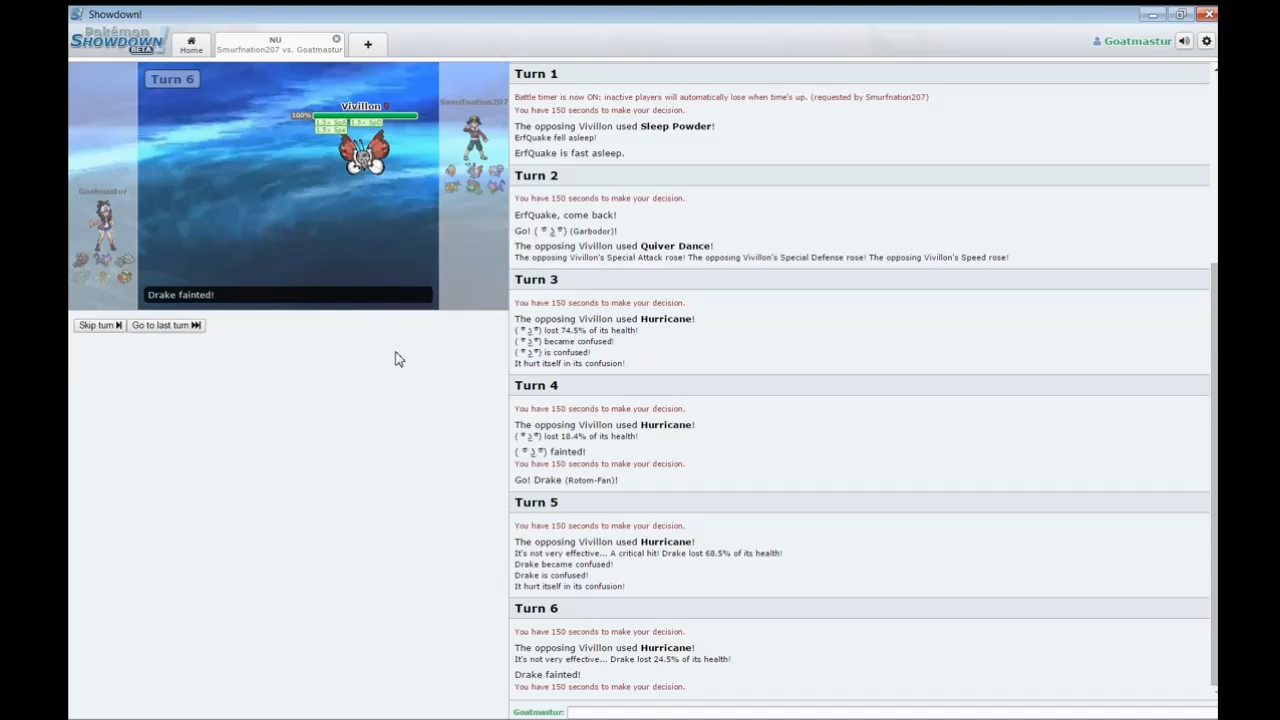 Showdown!
Pokémon
SHOWDOWN
BETA
Home
NU
Smurfnation207 vs. Goatmastur
+
Goatmastur
Turn 6
Vivillon
100%
1.5× SpA 1.5× SpD
1.5× Spe
Smurfnation207
Goatmastur
Drake fainted!
Skip turn
Go to last turn
Turn 1
Battle timer is now ON: inactive players will automatically lose when time's up. (requested by Smurfnation207)
You have 150 seconds to make your decision.
The opposing Vivillon used Sleep Powder!
ErfQuake fell asleep!
ErfQuake is fast asleep.
Turn 2
You have 150 seconds to make your decision.
ErfQuake, come back!
Go! ( ͡° ͜ʖ ͡°) (Garbodor)!
The opposing Vivillon used Quiver Dance!
The opposing Vivillon's Special Attack rose! The opposing Vivillon's Special Defense rose! The opposing Vivillon's Speed rose!
Turn 3
You have 150 seconds to make your decision.
The opposing Vivillon used Hurricane!
( ͡° ͜ʖ ͡°) lost 74.5% of its health!
( ͡° ͜ʖ ͡°) became confused!
( ͡° ͜ʖ ͡°) is confused!
It hurt itself in its confusion!
Turn 4
You have 150 seconds to make your decision.
The opposing Vivillon used Hurricane!
( ͡° ͜ʖ ͡°) lost 18.4% of its health!
( ͡° ͜ʖ ͡°) fainted!
You have 150 seconds to make your decision.
Go! Drake (Rotom-Fan)!
Turn 5
You have 150 seconds to make your decision.
The opposing Vivillon used Hurricane!
It's not very effective... A critical hit! Drake lost 68.5% of its health!
Drake became confused!
Drake is confused!
It hurt itself in its confusion!
Turn 6
You have 150 seconds to make your decision.
The opposing Vivillon used Hurricane!
It's not very effective... Drake lost 24.5% of its health!
Drake fainted!
You have 150 seconds to make your decision.
Goatmastur: